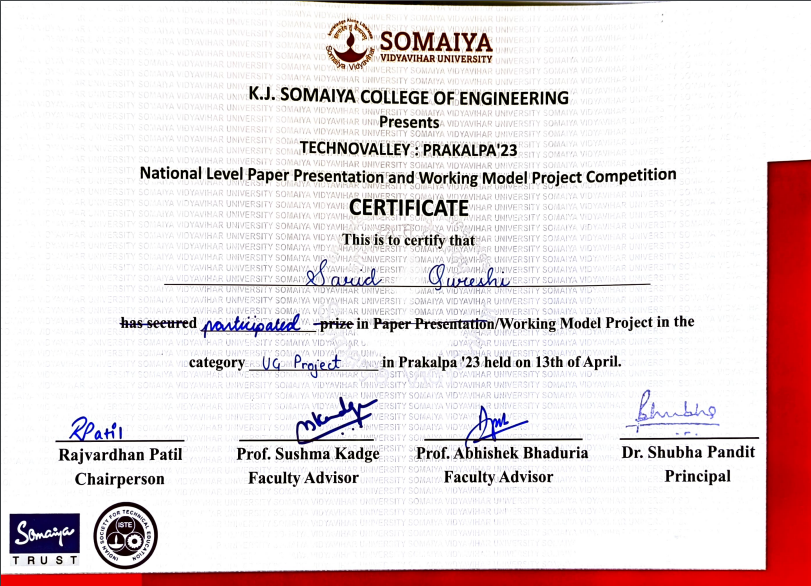 SOMAIYA
VIDYAVIHAR UNIVERSITY
K.J. SOMAIYA COLLEGE OF ENGINEERING
Presents
TECHNOVALLEY : PRAKALPA'23
National Level Paper Presentation and Working Model Project Competition
CERTIFICATE
This is to certify that
Sarid Qureshi
has secured participated prize in Paper Presentation/Working Model Project in the
category UG Project in Prakalpa '23 held on 13th of April.
RPatil
Rajvardhan Patil Prof. Sushma Kadge Prof. Abhishek Bhaduria Dr. Shubha Pandit
Chairperson Faculty Advisor Faculty Advisor Principal
Somaiya
TRUST
INDIAN SOCIETY FOR TECHNICAL EDUCATION
ISTE